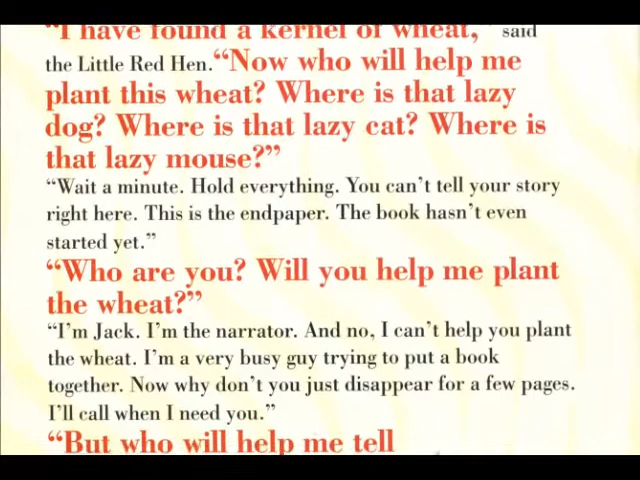 “I have found a kernel of wheat,” said
the Little Red Hen.“Now who will help me
plant this wheat? Where is that lazy
dog? Where is that lazy cat? Where is
that lazy mouse?”
“Wait a minute. Hold everything. You can’t tell your story
right here. This is the endpaper. The book hasn’t even
started yet.”
“Who are you? Will you help me plant
the wheat?”
“I’m Jack. I’m the narrator. And no, I can’t help you plant
the wheat. I’m a very busy guy trying to put a book
together. Now why don’t you just disappear for a few pages.
I’ll call when I need you.”
“But who will help me tell